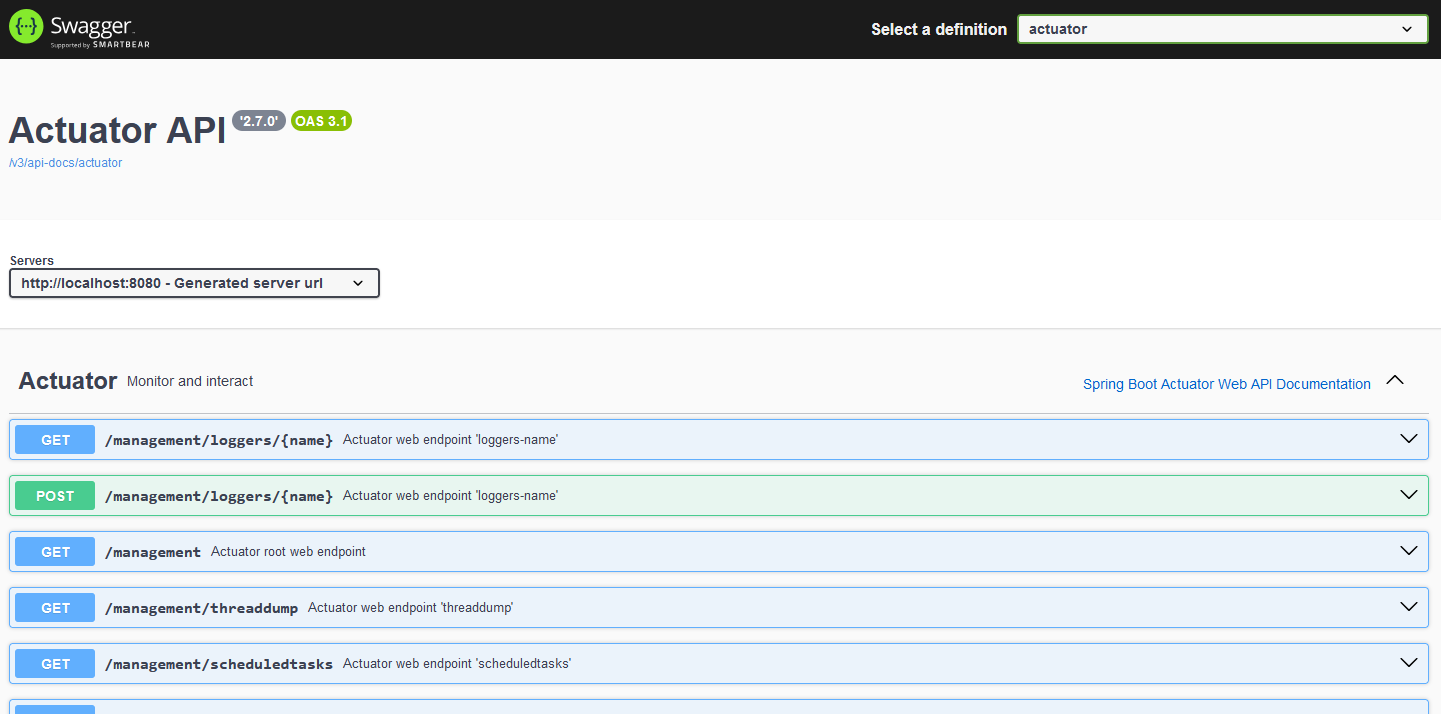 Swagger.
Supported by SMARTBEAR
Select a definition
actuator
Actuator API '2.7.0' OAS 3.1
/v3/api-docs/actuator
Servers
http://localhost:8080 - Generated server url
Actuator Monitor and interact Spring Boot Actuator Web API Documentation
GET /management/loggers/{name} Actuator web endpoint 'loggers-name'
POST /management/loggers/{name} Actuator web endpoint 'loggers-name'
GET /management Actuator root web endpoint
GET /management/threaddump Actuator web endpoint 'threaddump'
GET /management/scheduledtasks Actuator web endpoint 'scheduledtasks'